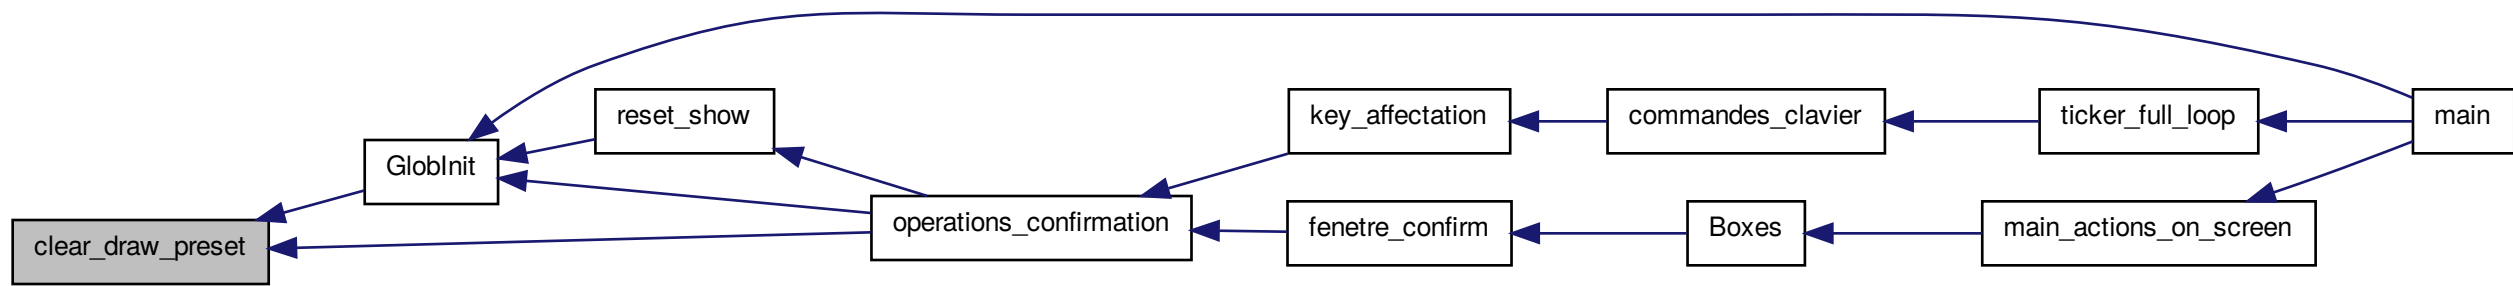 reset_show
key_affectation
commandes_clavier
ticker_full_loop
main
GlobInit
operations_confirmation
fenetre_confirm
Boxes
main_actions_on_screen
clear_draw_preset